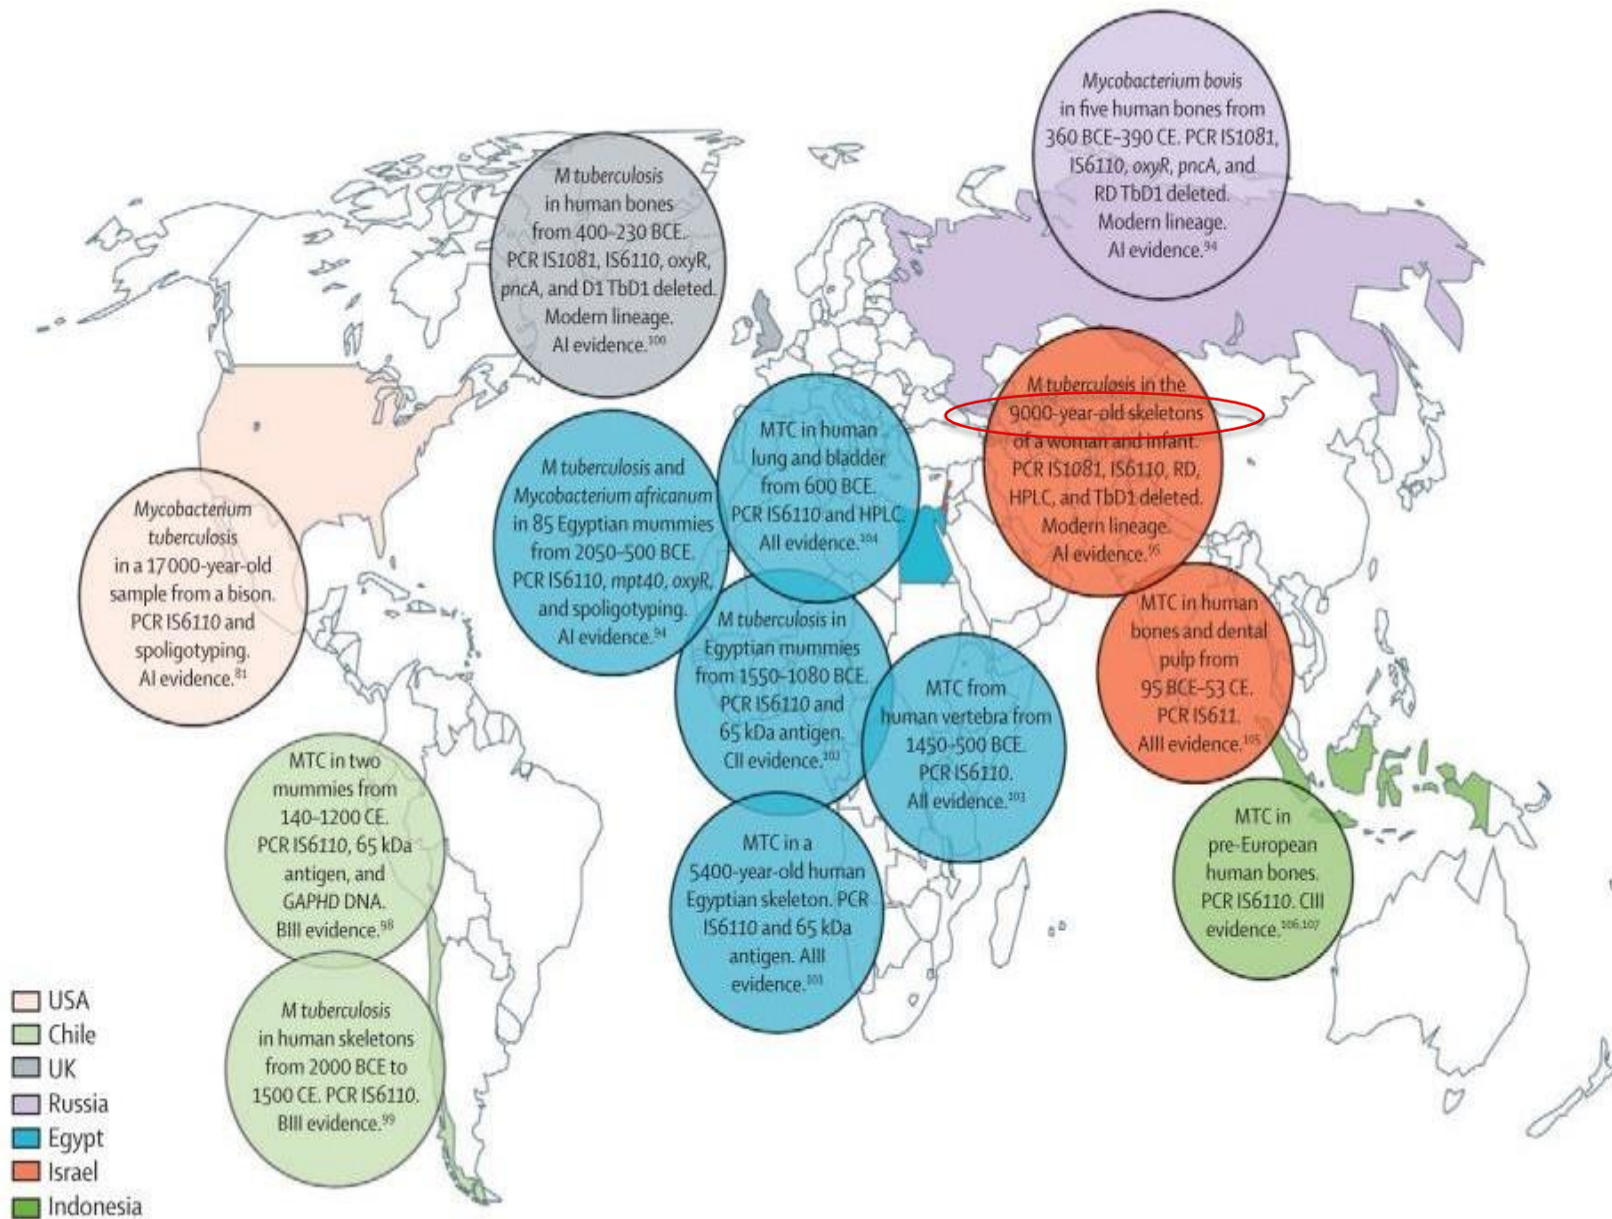 Mycobacterium bovis
in five human bones from
360 BCE–390 CE. PCR IS1081,
IS6110, oxyR, pncA, and
RD TbD1 deleted.
Modern lineage.
AI evidence.94
M tuberculosis
in human bones
from 400–230 BCE.
PCR IS1081, IS6110, oxyR,
pncA, and D1 TbD1 deleted.
Modern lineage.
AI evidence.100
M tuberculosis in the
9000-year-old skeletons
of a woman and infant.
PCR IS1081, IS6110, RD,
HPLC, and TbD1 deleted.
Modern lineage.
AI evidence.95
MTC in human
lung and bladder
from 600 BCE.
PCR IS6110 and HPLC.
AII evidence.104
M tuberculosis and
Mycobacterium africanum
in 85 Egyptian mummies
from 2050–500 BCE.
PCR IS6110, mpt40, oxyR,
and spoligotyping.
AI evidence.94
Mycobacterium
tuberculosis
in a 17 000-year-old
sample from a bison.
PCR IS6110 and
spoligotyping.
AI evidence.81
M tuberculosis in
Egyptian mummies
from 1550–1080 BCE.
PCR IS6110 and
65 kDa antigen.
CII evidence.102
MTC from
human vertebra from
1450–500 BCE.
PCR IS6110.
AII evidence.103
MTC in human
bones and dental
pulp from
95 BCE–53 CE.
PCR IS611.
AIII evidence.105
MTC in two
mummies from
140–1200 CE.
PCR IS6110, 65 kDa
antigen, and
GAPHD DNA.
BIII evidence.98
MTC in a
5400-year-old human
Egyptian skeleton. PCR
IS6110 and 65 kDa
antigen. AIII
evidence.101
MTC in
pre-European
human bones.
PCR IS6110. CIII
evidence.106,107
M tuberculosis
in human skeletons
from 2000 BCE to
1500 CE. PCR IS6110.
BIII evidence.99
USA
Chile
UK
Russia
Egypt
Israel
Indonesia